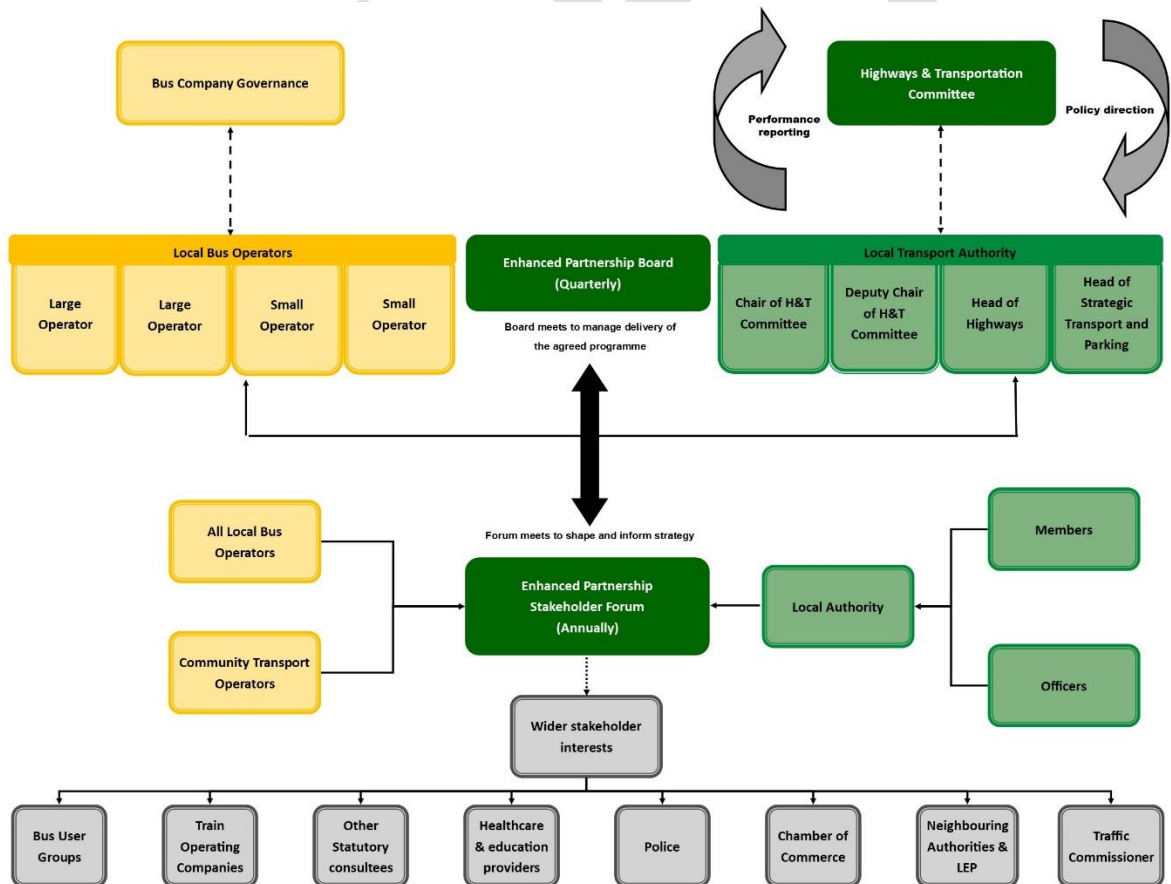 Bus Company Governance
Highways & Transportation
Committee
Performance
reporting
Policy direction
Local Bus Operators
Large
Operator
Large
Operator
Small
Operator
Small
Operator
Enhanced Partnership Board
(Quarterly)
Board meets to manage delivery of
the agreed programme
Local Transport Authority
Chair of H&T
Committee
Deputy Chair
of H&T
Committee
Head of
Highways
Head of
Strategic
Transport and
Parking
Forum meets to shape and inform strategy
All Local Bus
Operators
Community Transport
Operators
Enhanced Partnership
Stakeholder Forum
(Annually)
Local Authority
Members
Officers
Wider stakeholder
interests
Bus User
Groups
Train
Operating
Companies
Other
Statutory
consultees
Healthcare
& education
providers
Police
Chamber of
Commerce
Neighbouring
Authorities &
LEP
Traffic
Commissioner